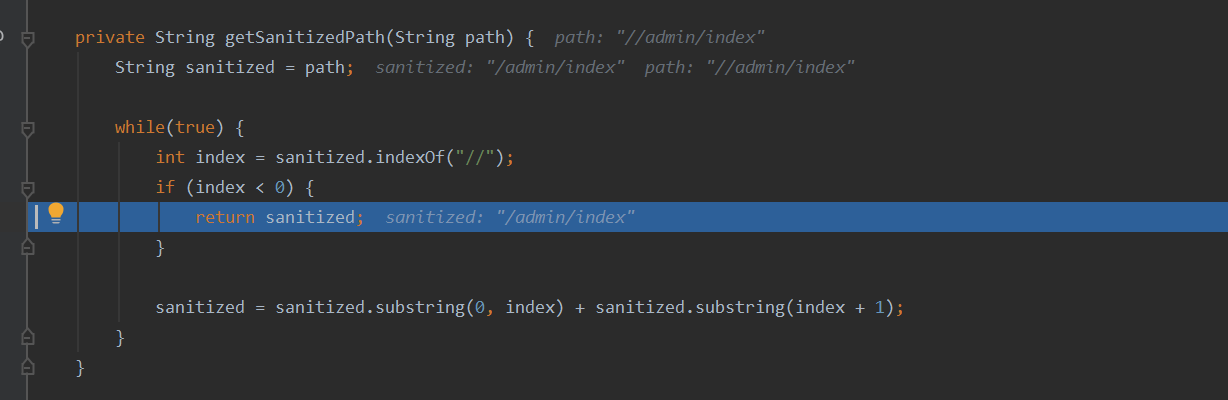 private String getSanitizedPath(String path) {  path: "//admin/index"
String sanitized = path;  sanitized: "/admin/index"  path: "//admin/index"
while(true) {
int index = sanitized.indexOf("//");
if (index < 0) {
return sanitized;  sanitized: "/admin/index"
}
sanitized = sanitized.substring(0, index) + sanitized.substring(index + 1);
}
}